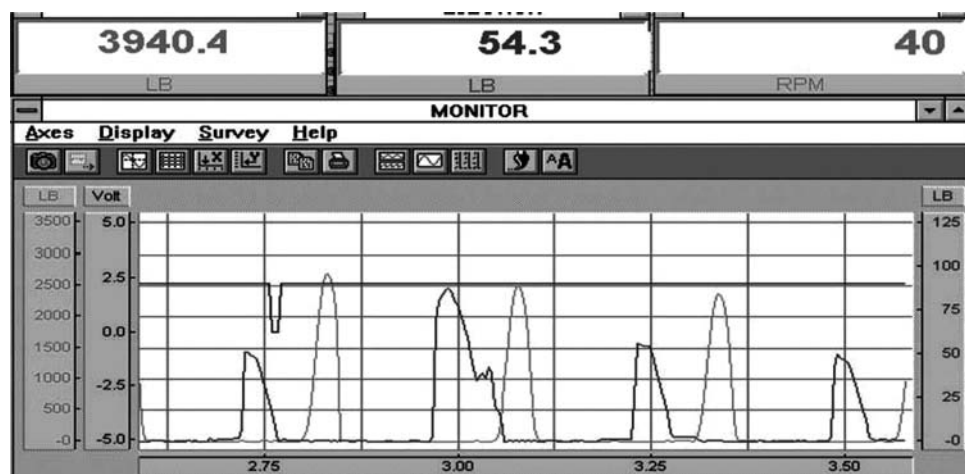 3940.4 54.3 40
LB LB RPM
MONITOR
Axes Display Survey Help
LB Volt LB
3500 5.0 125
3000
2500 2.5 100
2000 75
1500 0.0
1000 50
500 -2.5 25
-0 -5.0 0
2.75 3.00 3.25 3.50